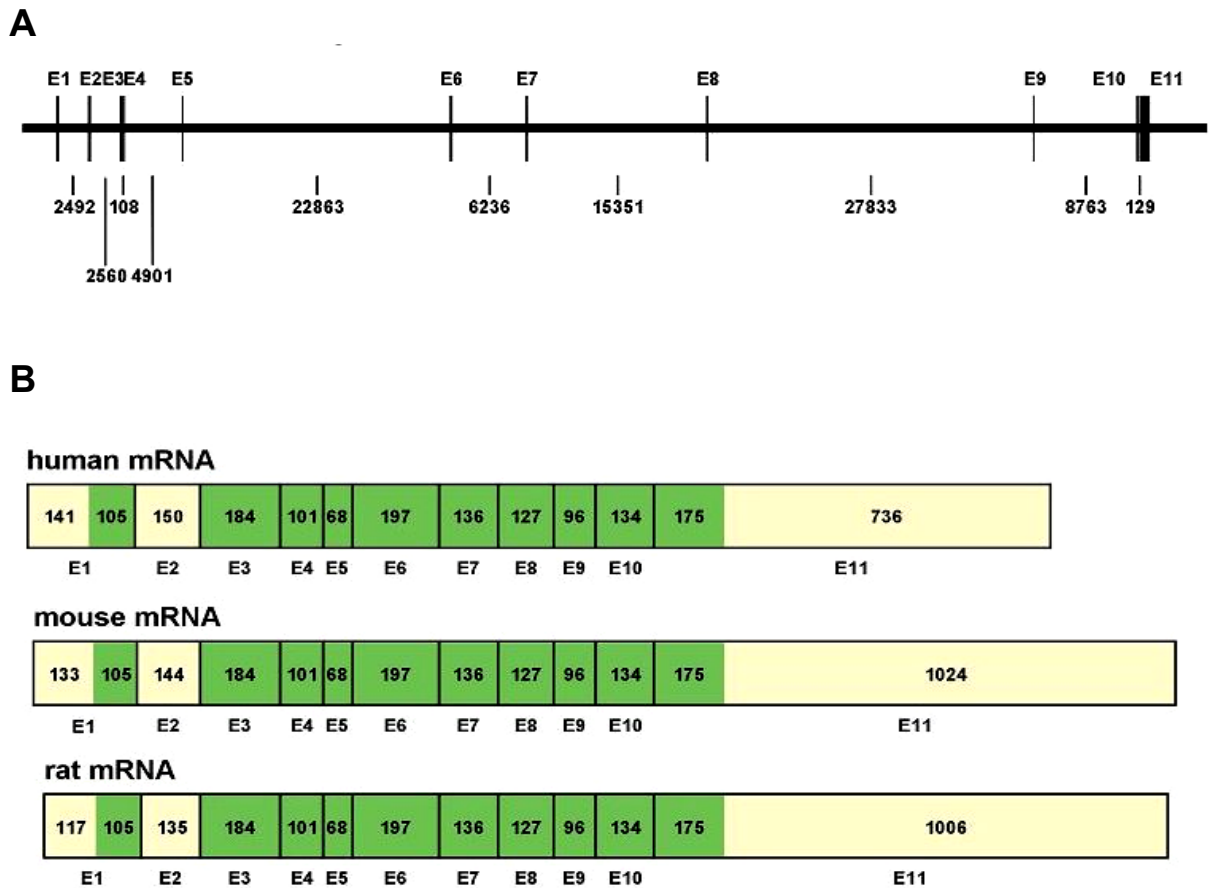 A
E1 E2 E3 E4 E5 E6 E7 E8 E9 E10 E11
2492 108 22863 6236 15351 27833 8763 129
2560 4901
B
human mRNA
141 105 150 184 101 68 197 136 127 96 134 175 736
E1 E2 E3 E4 E5 E6 E7 E8 E9 E10 E11
mouse mRNA
133 105 144 184 101 68 197 136 127 96 134 175 1024
E1 E2 E3 E4 E5 E6 E7 E8 E9 E10 E11
rat mRNA
117 105 135 184 101 68 197 136 127 96 134 175 1006
E1 E2 E3 E4 E5 E6 E7 E8 E9 E10 E11